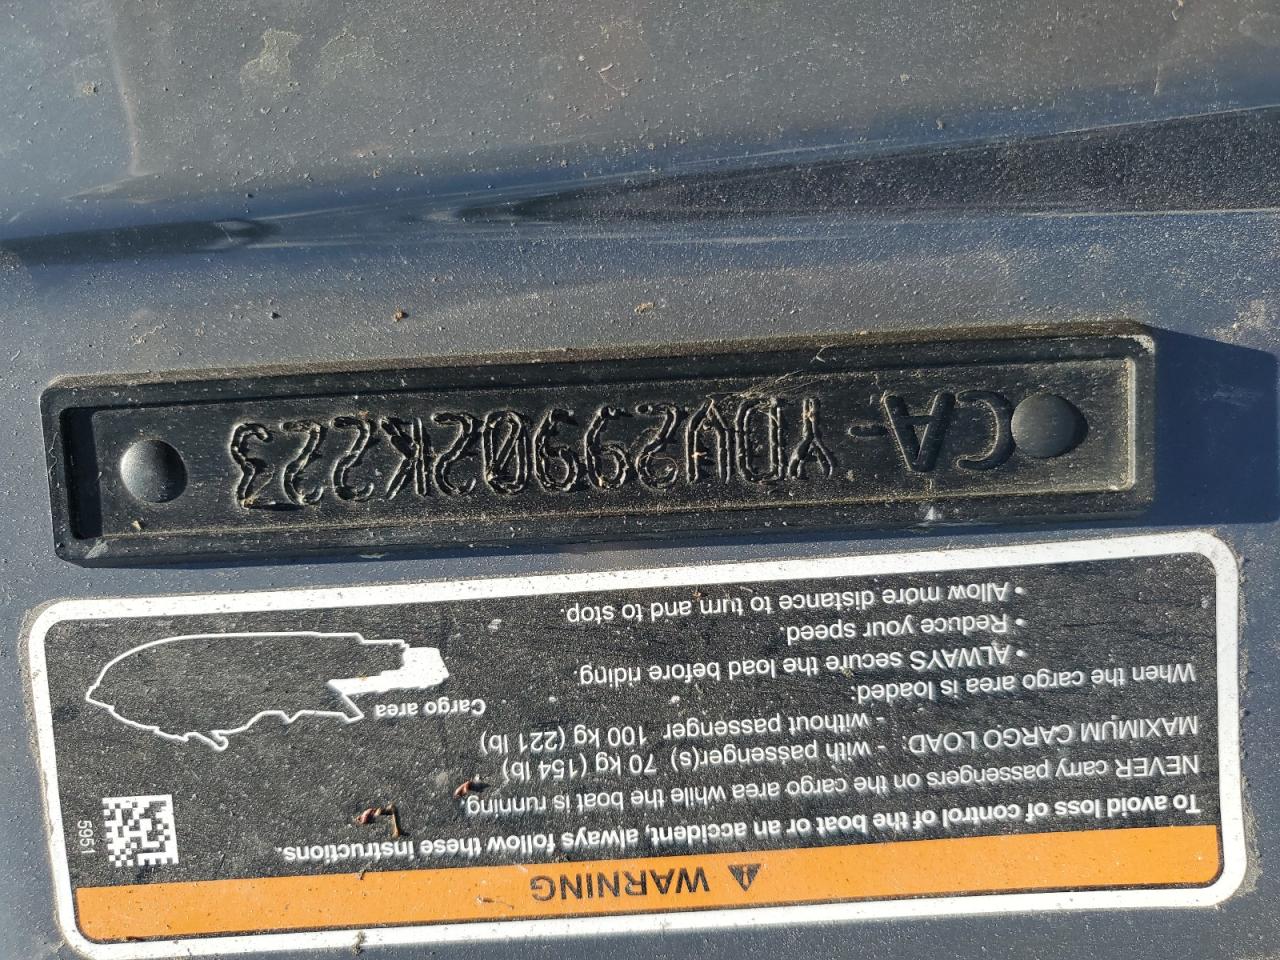 CA-YDV29902K223
⚠ WARNING
To avoid loss of control of the boat or an accident, always follow these instructions.
NEVER carry passengers on the cargo area while the boat is running.
MAXIMUM CARGO LOAD: - with passenger(s) 70 kg (154 lb)
- without passenger 100 kg (221 lb)
When the cargo area is loaded:
• ALWAYS secure the load before riding.
• Reduce your speed.
• Allow more distance to turn and to stop.
Cargo area
5951